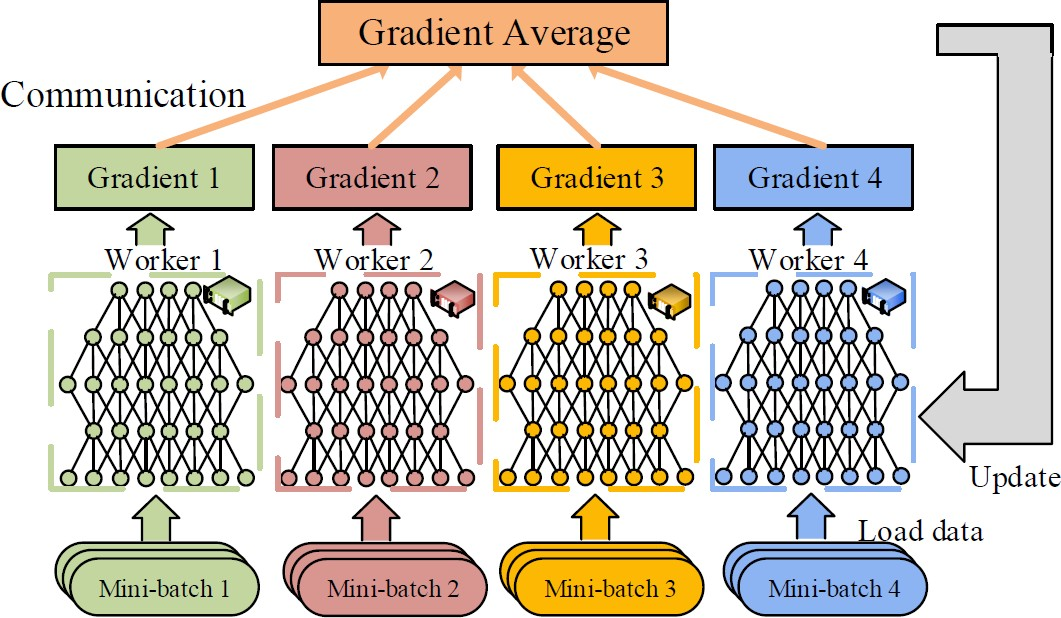 Gradient Average
Communication
Gradient 1
Gradient 2
Gradient 3
Gradient 4
Worker 1
Worker 2
Worker 3
Worker 4
Update
Load data
Mini-batch 1
Mini-batch 2
Mini-batch 3
Mini-batch 4